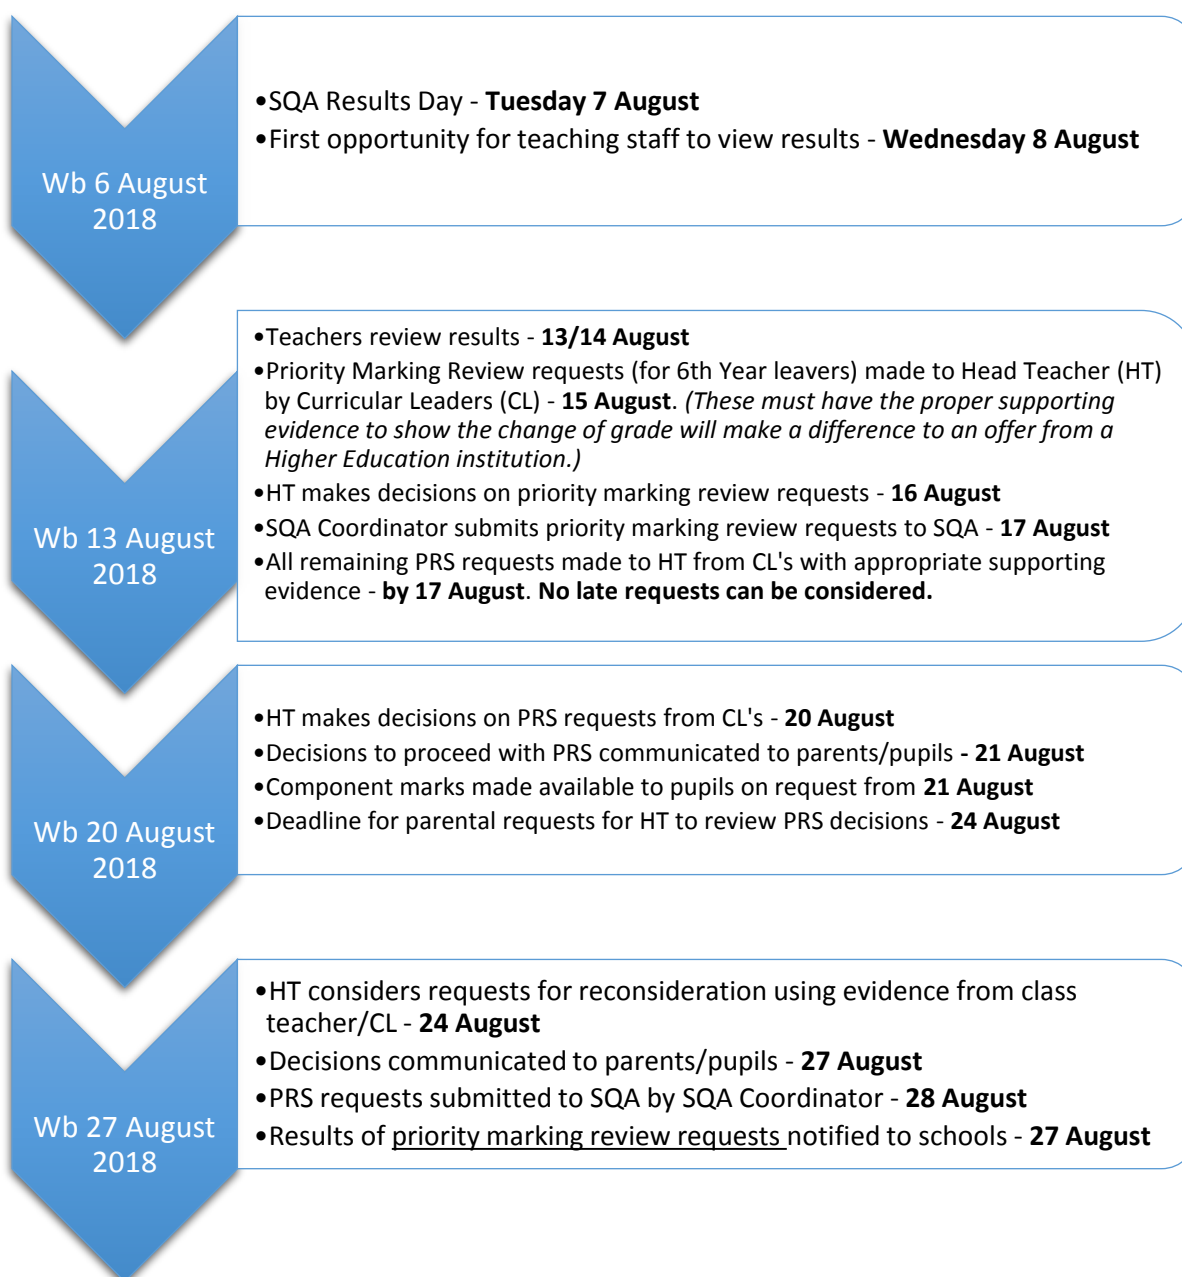 Wb 6 August
2018
•SQA Results Day - Tuesday 7 August
•First opportunity for teaching staff to view results - Wednesday 8 August
Wb 13 August
2018
•Teachers review results - 13/14 August
•Priority Marking Review requests (for 6th Year leavers) made to Head Teacher (HT)
by Curricular Leaders (CL) - 15 August. (These must have the proper supporting
evidence to show the change of grade will make a difference to an offer from a
Higher Education institution.)
•HT makes decisions on priority marking review requests - 16 August
•SQA Coordinator submits priority marking review requests to SQA - 17 August
•All remaining PRS requests made to HT from CL's with appropriate supporting
evidence - by 17 August. No late requests can be considered.
Wb 20 August
2018
•HT makes decisions on PRS requests from CL's - 20 August
•Decisions to proceed with PRS communicated to parents/pupils - 21 August
•Component marks made available to pupils on request from 21 August
•Deadline for parental requests for HT to review PRS decisions - 24 August
Wb 27 August
2018
•HT considers requests for reconsideration using evidence from class
teacher/CL - 24 August
•Decisions communicated to parents/pupils - 27 August
•PRS requests submitted to SQA by SQA Coordinator - 28 August
•Results of priority marking review requests notified to schools - 27 August